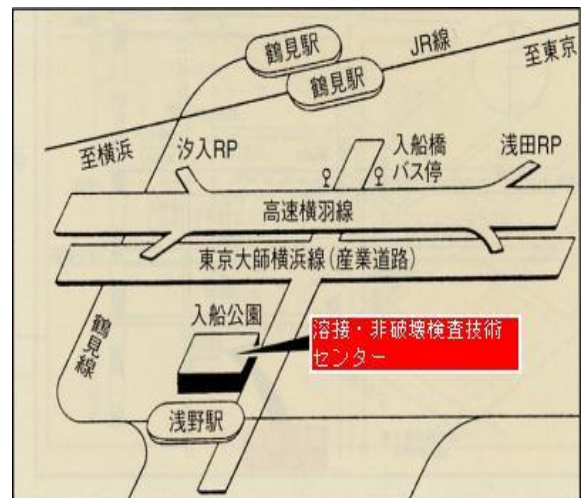 鶴見駅
JR線
至東京
鶴見駅
至横浜
汐入RP
入船橋
バス停
浅田RP
高速横羽線
東京大師横浜線(産業道路)
入船公園
溶接・非破壊検査技術
センター
鶴見線
浅野駅